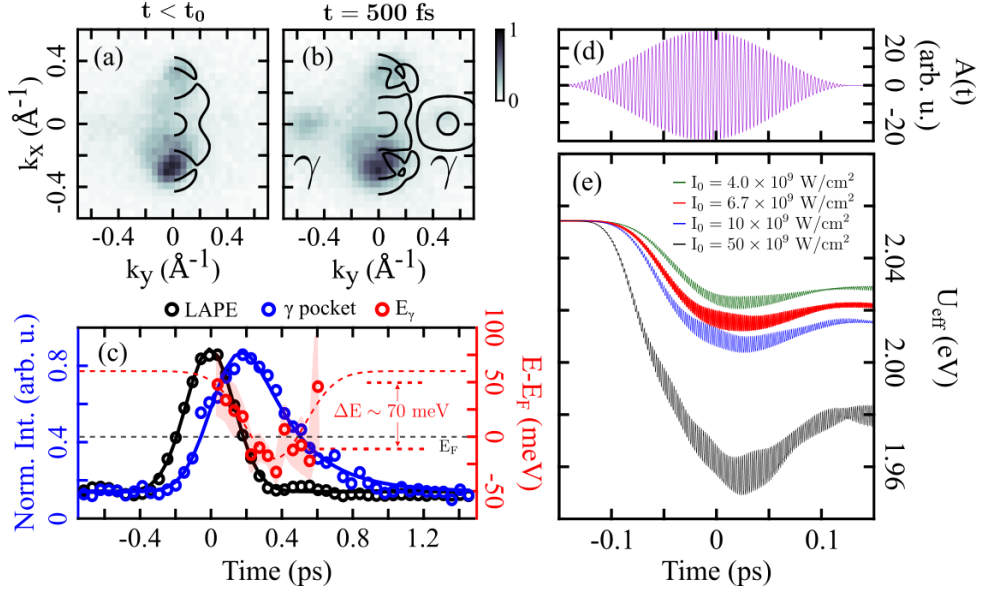 t < t₀
t = 500 fs
(a)
(b)
γ
γ
1
0
kₓ (Å⁻¹)
0.4
0
-0.4
-0.4
0
0.4
-0.4
0
0.4
k_y (Å⁻¹)
k_y (Å⁻¹)
LAPE
γ pocket
E_γ
(c)
Norm. Int. (arb. u.)
0.8
0.4
0
100
50
0
-50
E-E_F (meV)
ΔE ∼ 70 meV
E_F
-0.4
0
0.4
0.8
1.2
Time (ps)
(d)
20
0
-20
A(t)
(arb. u.)
(e)
I₀ = 4.0 × 10⁹ W/cm²
I₀ = 6.7 × 10⁹ W/cm²
I₀ = 10 × 10⁹ W/cm²
I₀ = 50 × 10⁹ W/cm²
2.04
2.00
1.96
U_eff (eV)
-0.1
0
0.1
Time (ps)